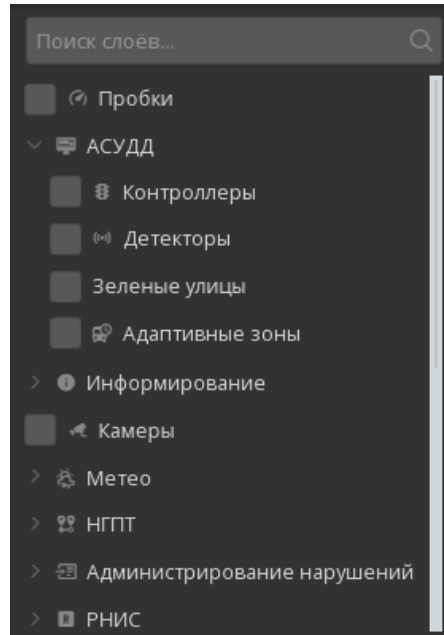 Поиск слоёв...
Пробки
АСУДД
Контроллеры
Детекторы
Зеленые улицы
Адаптивные зоны
Информирование
Камеры
Метео
НГПТ
Администрирование нарушений
R РНИС